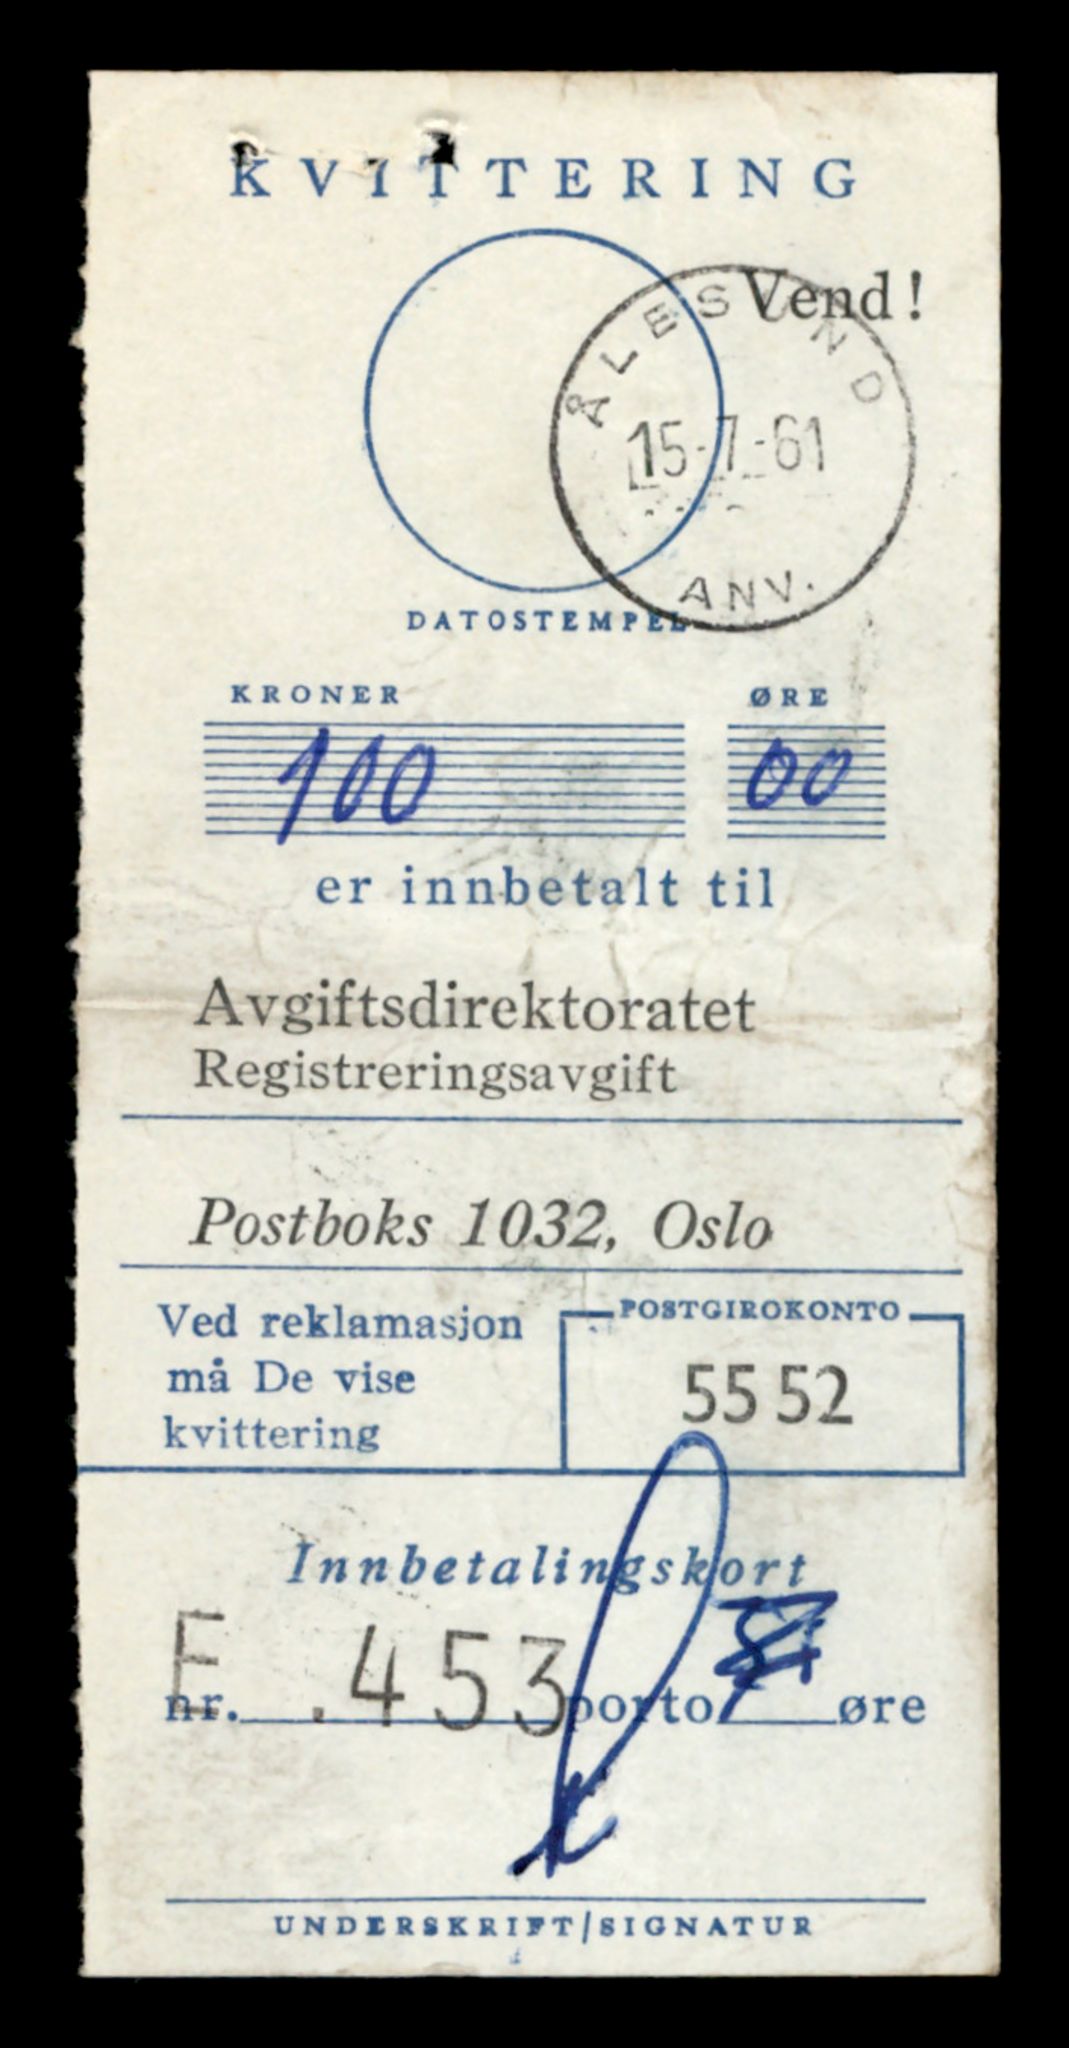 KVITTERING
Vend!
ÅLESUND
15-7-61
ANV.
DATOSTEMPEL
KRONER ØRE
100 00
er innbetalt til
Avgiftsdirektoratet
Registreringsavgift
Postboks 1032, Oslo
Ved reklamasjon
må De vise
kvittering
POSTGIROKONTO
55 52
Innbetalingskort
E .453
nr. porto øre
UNDERSKRIFT/SIGNATUR